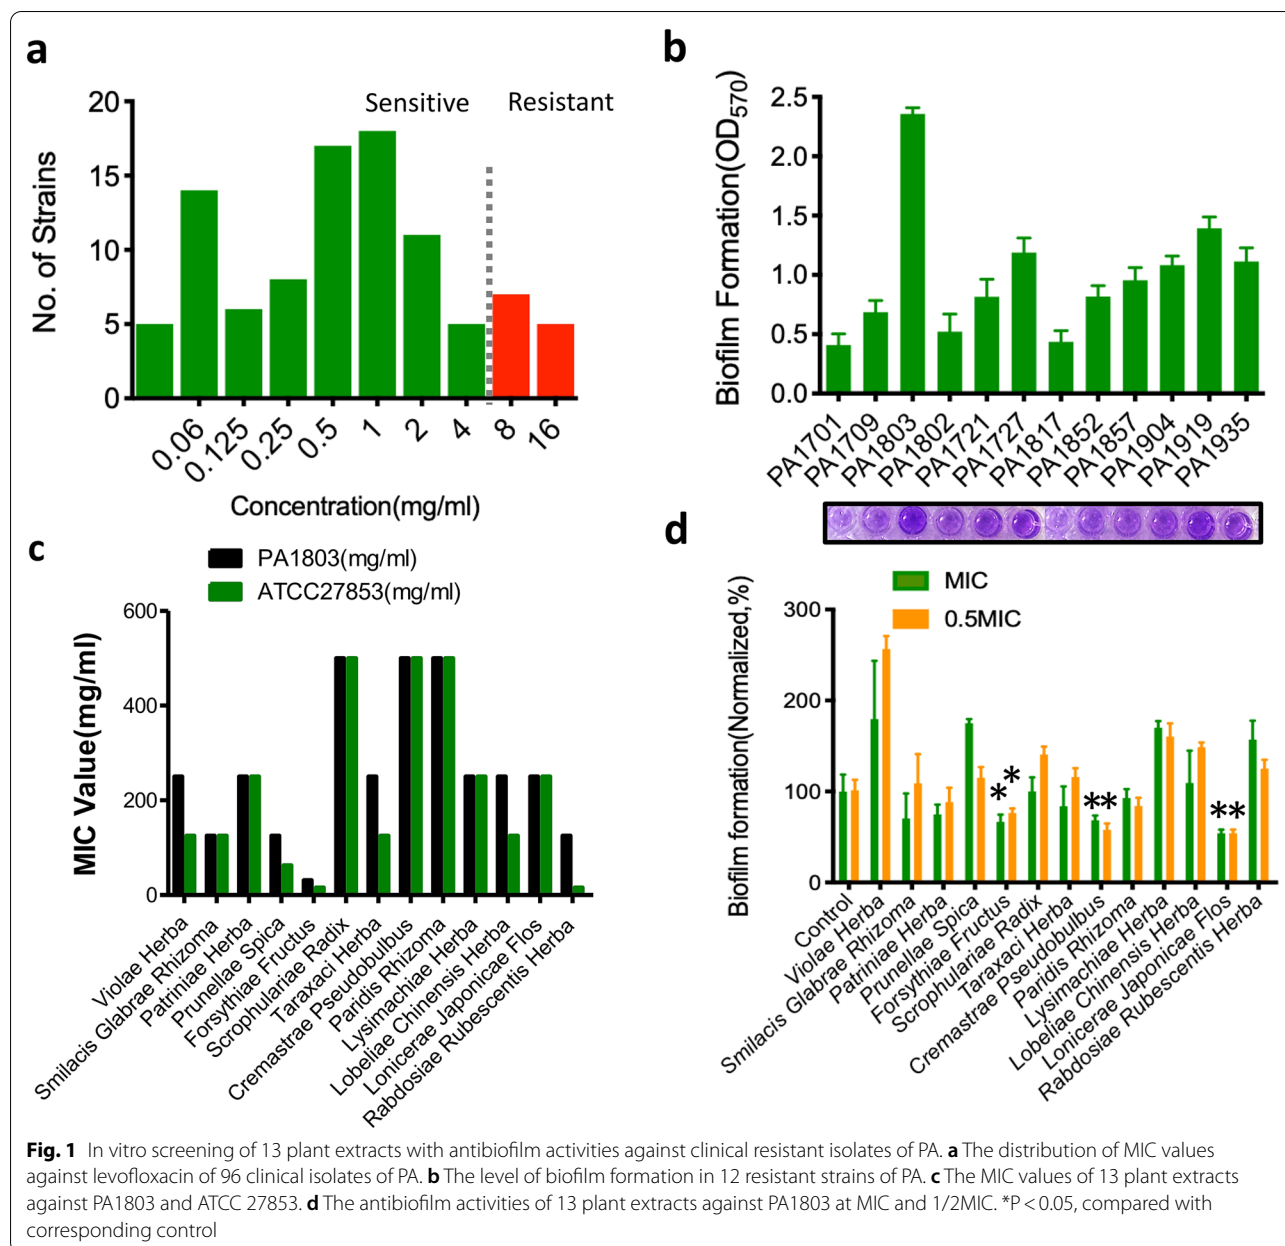 a
20
15
10
5
0
No. of Strains
Sensitive
Resistant
0.06
0.125
0.25
0.5
1
2
4
8
16
Concentration(mg/ml)
b
2.5
2.0
1.5
1.0
0.5
0.0
Biofilm Formation(OD570)
PA1701
PA1709
PA1803
PA1802
PA1721
PA1727
PA1817
PA1852
PA1857
PA1904
PA1919
PA1935
c
PA1803(mg/ml)
ATCC27853(mg/ml)
600
400
200
0
MIC Value(mg/ml)
Violae Herba
Smilacis Glabrae Rhizoma
Patriniae Herba
Prunellae Spica
Forsythiae Fructus
Scrophulariae Radix
Taraxaci Herba
Cremastrae Pseudobulbus
Paridis Rhizoma
Lysimachiae Herba
Lobeliae Chinensis Herba
Lonicerae Japonicae Flos
Rabdosiae Rubescentis Herba
d
MIC
0.5MIC
300
200
100
0
Biofilm formation(Normalized,%)
* *
**
**
Control
Violae Herba
Smilacis Glabrae Rhizoma
Patriniae Herba
Prunellae Spica
Forsythiae Fructus
Scrophulariae Radix
Taraxaci Herba
Cremastrae Pseudobulbus
Paridis Rhizoma
Lysimachiae Herba
Lobeliae Chinensis Herba
Lonicerae Japonicae Flos
Rabdosiae Rubescentis Herba
Fig. 1 In vitro screening of 13 plant extracts with antibiofilm activities against clinical resistant isolates of PA. a The distribution of MIC values
against levofloxacin of 96 clinical isolates of PA. b The level of biofilm formation in 12 resistant strains of PA. c The MIC values of 13 plant extracts
against PA1803 and ATCC 27853. d The antibiofilm activities of 13 plant extracts against PA1803 at MIC and 1/2MIC. *P < 0.05, compared with
corresponding control